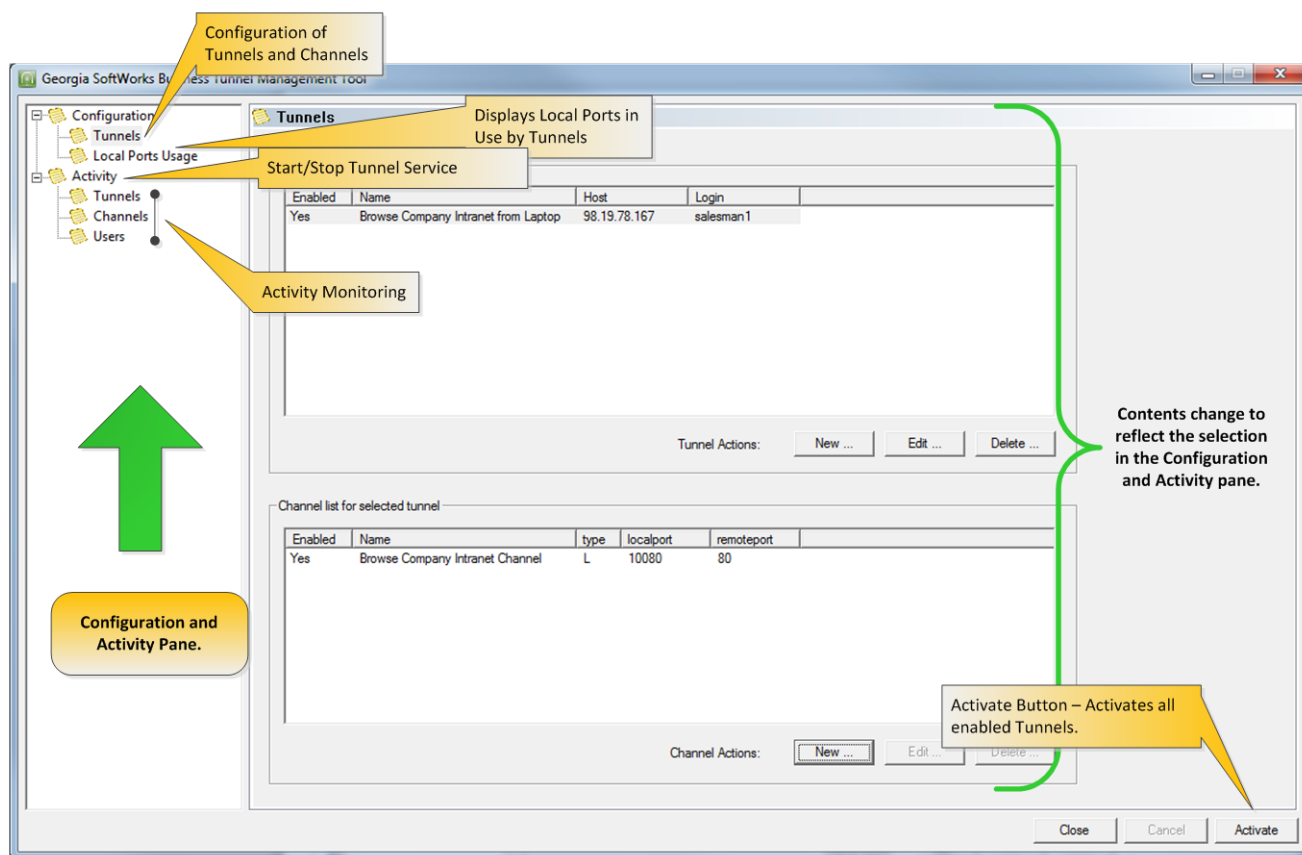 Configuration of
Tunnels and Channels
Georgia SoftWorks Business Tunnel Management Tool
Configuration
Tunnels
Local Ports Usage
Activity
Tunnels
Channels
Users
Tunnels
Displays Local Ports in
Use by Tunnels
Start/Stop Tunnel Service
Activity Monitoring
Enabled Name Host Login
Yes Browse Company Intranet from Laptop 98.19.78.167 salesman1
Tunnel Actions: New ... Edit ... Delete ...
Contents change to
reflect the selection
in the Configuration
and Activity pane.
Channel list for selected tunnel
Enabled Name type localport remoteport
Yes Browse Company Intranet Channel L 10080 80
Configuration and
Activity Pane.
Activate Button – Activates all
enabled Tunnels.
Channel Actions: New ... Edit ... Delete ...
Close Cancel Activate